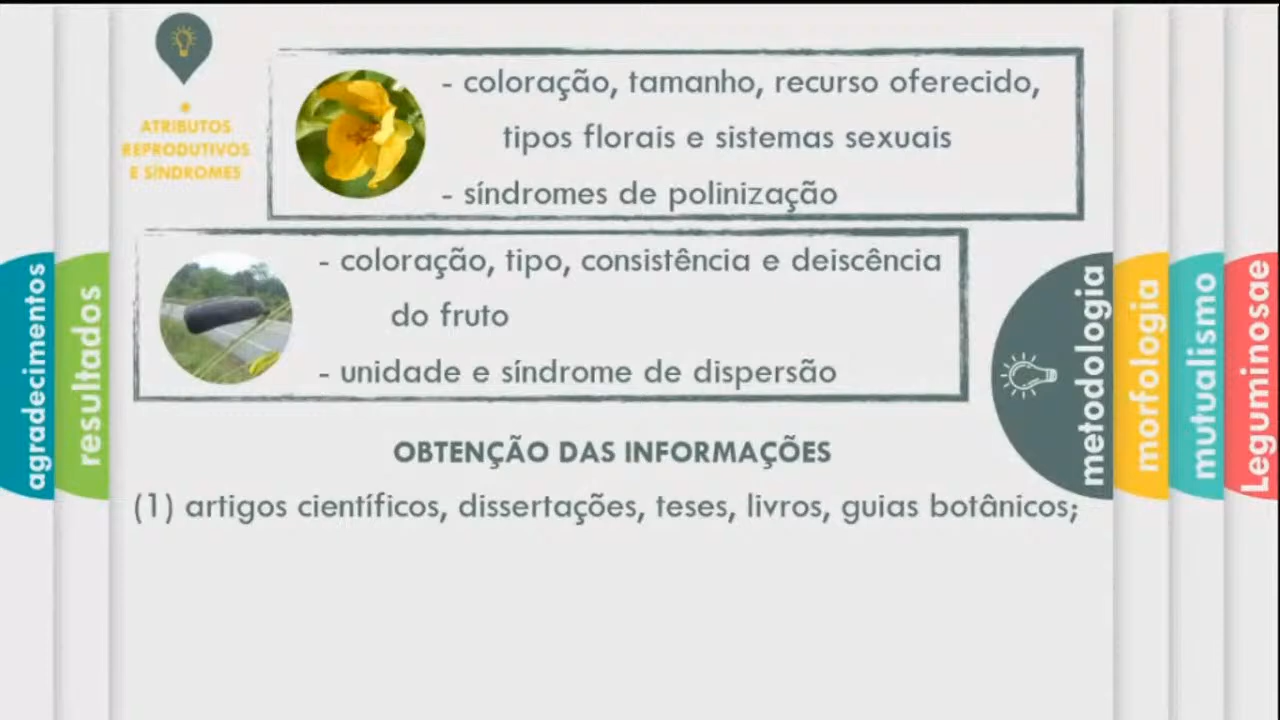 ATRIBUTOS
REPRODUTIVOS
E SÍNDROMES
- coloração, tamanho, recurso oferecido,
tipos florais e sistemas sexuais
- síndromes de polinização
- coloração, tipo, consistência e deiscência
do fruto
- unidade e síndrome de dispersão
OBTENÇÃO DAS INFORMAÇÕES
(1) artigos científicos, dissertações, teses, livros, guias botânicos;
agradecimentos
resultados
metodologia
morfologia
mutualismo
Leguminosae